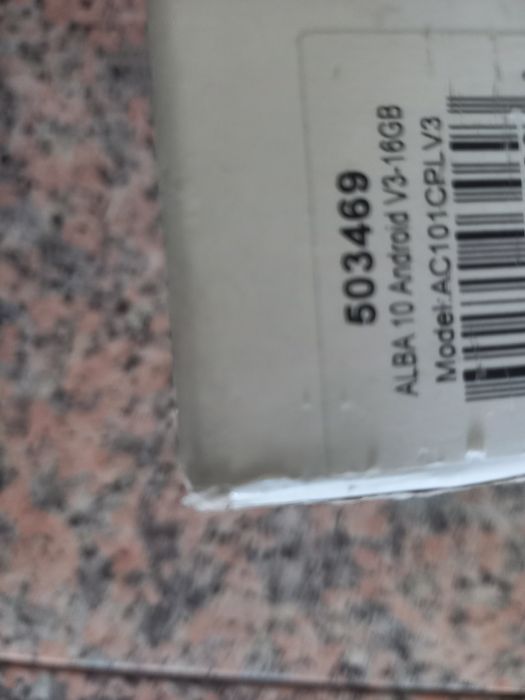 503469
ALBA 10 Android V3-16GB
Model:AC101CPLV3